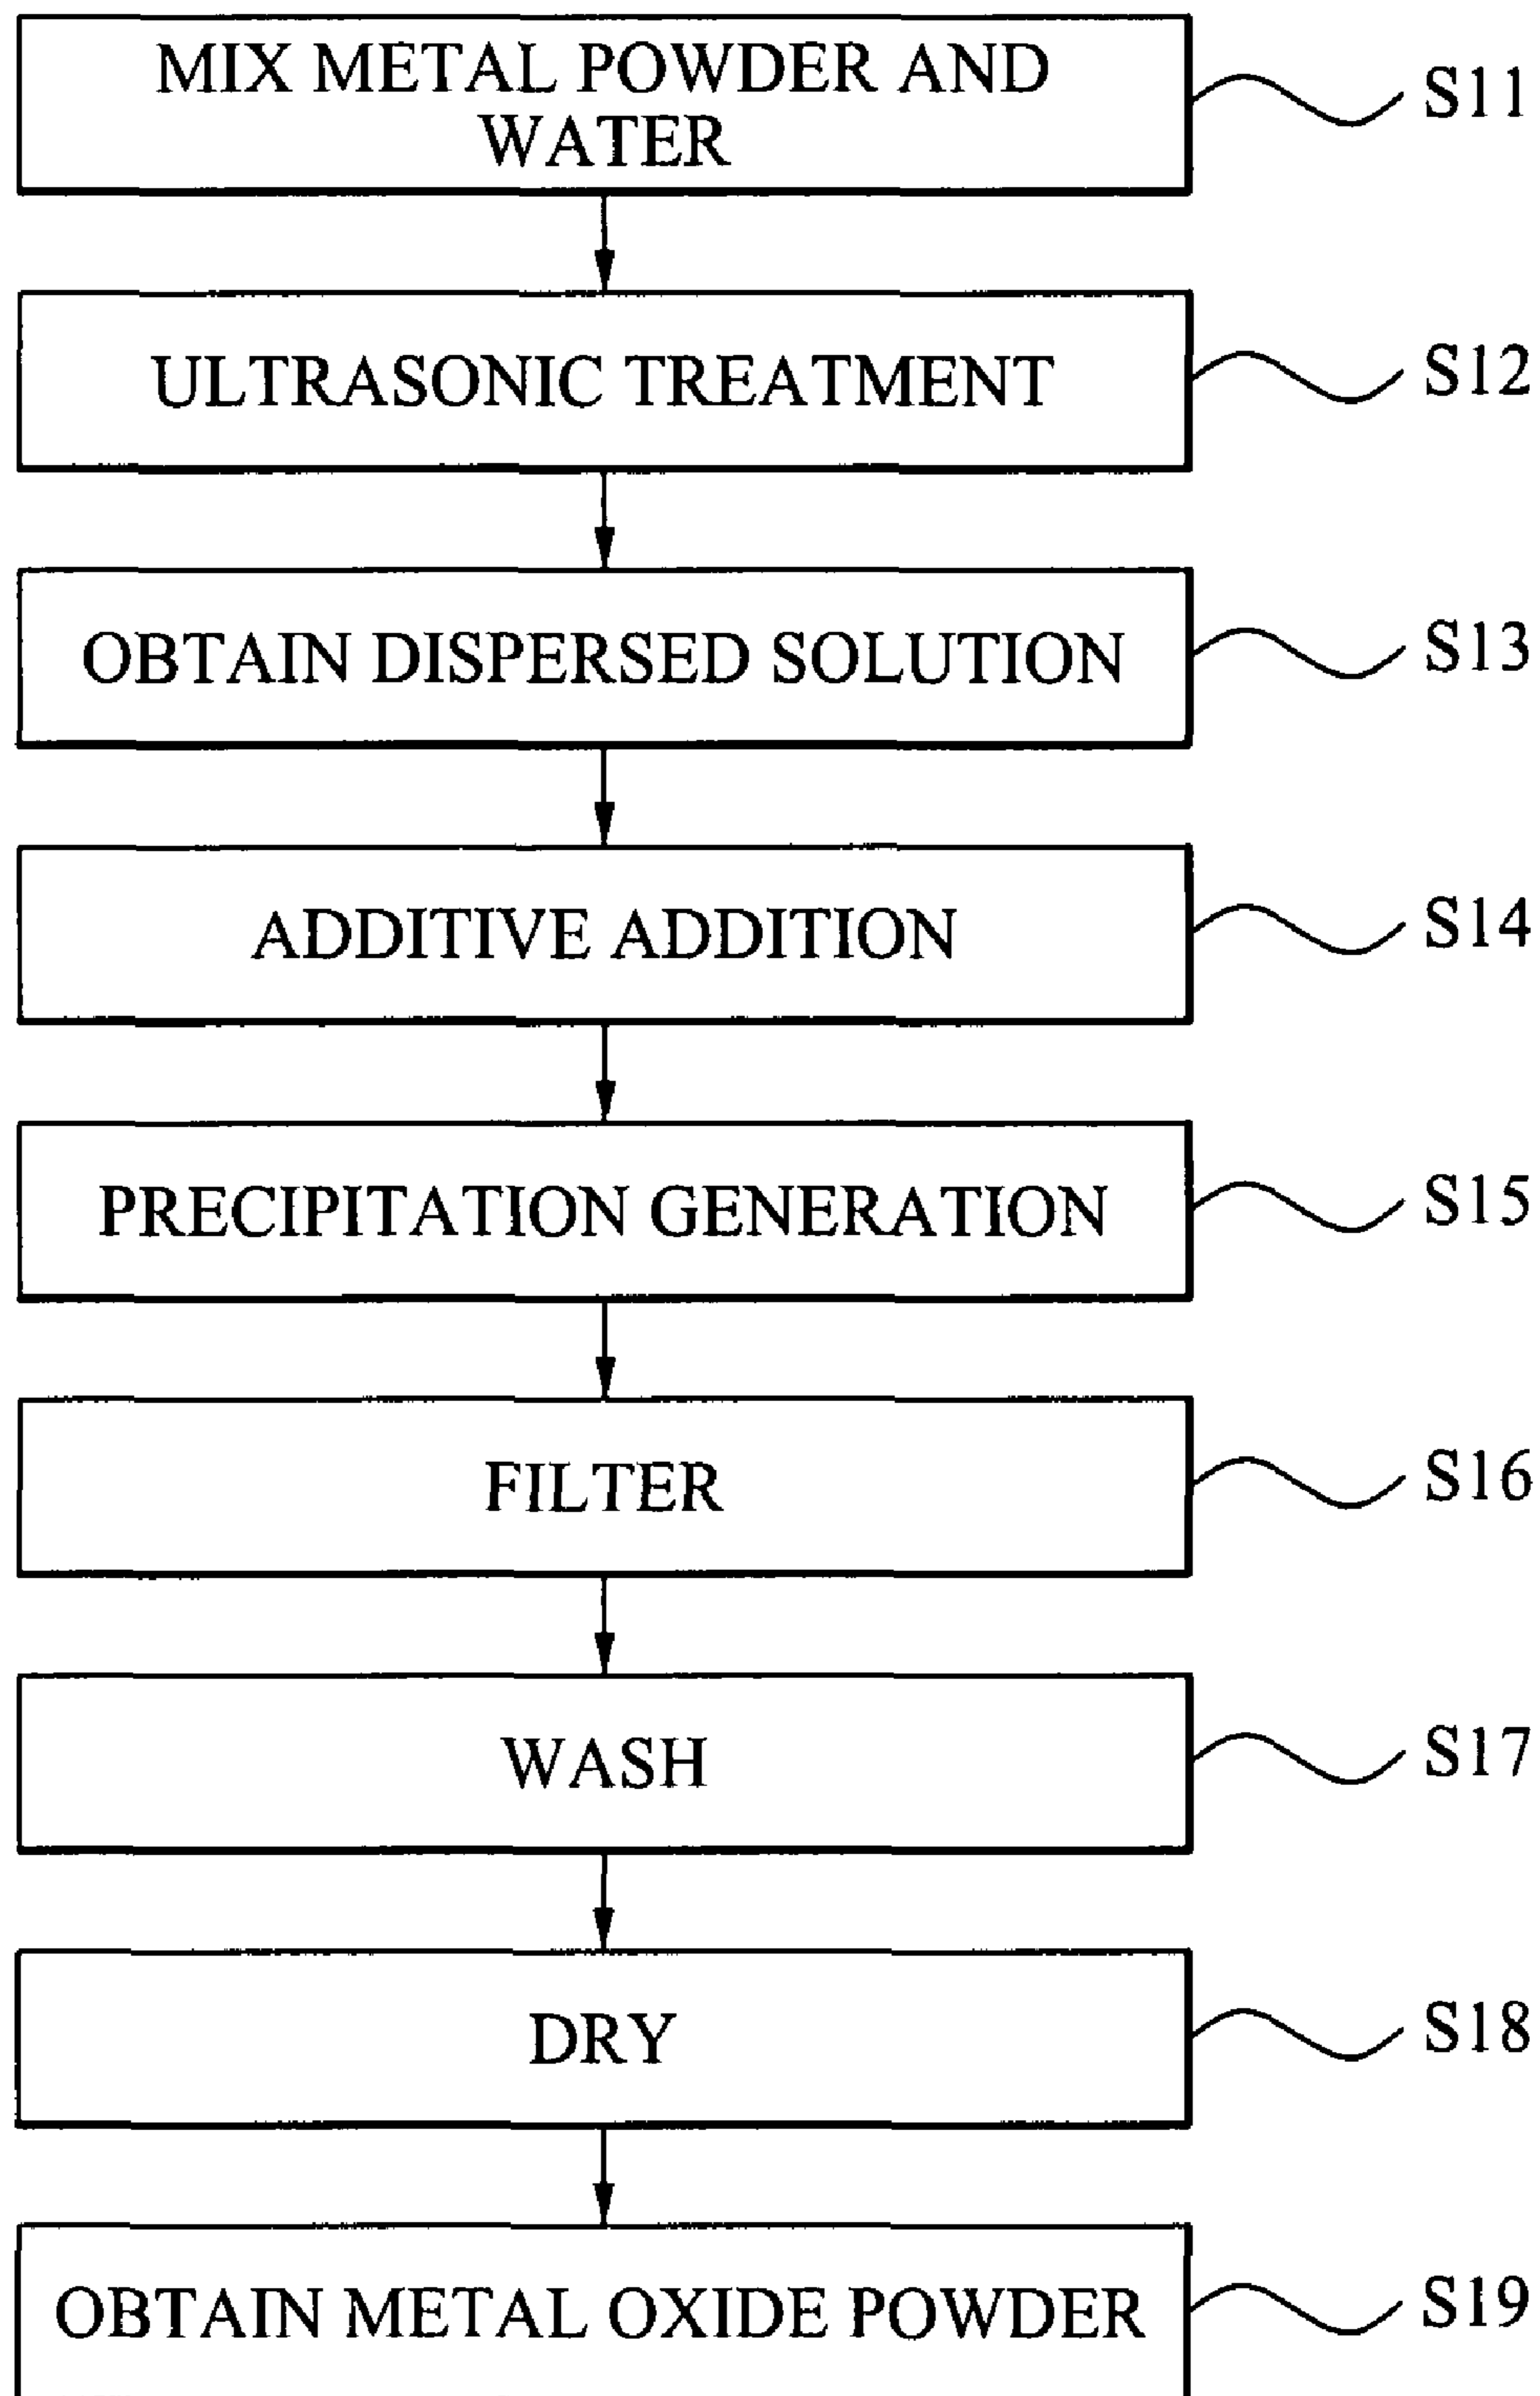 MIX METAL POWDER AND
WATER
S11
ULTRASONIC TREATMENT
S12
OBTAIN DISPERSED SOLUTION
S13
ADDITIVE ADDITION
S14
PRECIPITATION GENERATION
S15
FILTER
S16
WASH
S17
DRY
S18
OBTAIN METAL OXIDE POWDER
S19